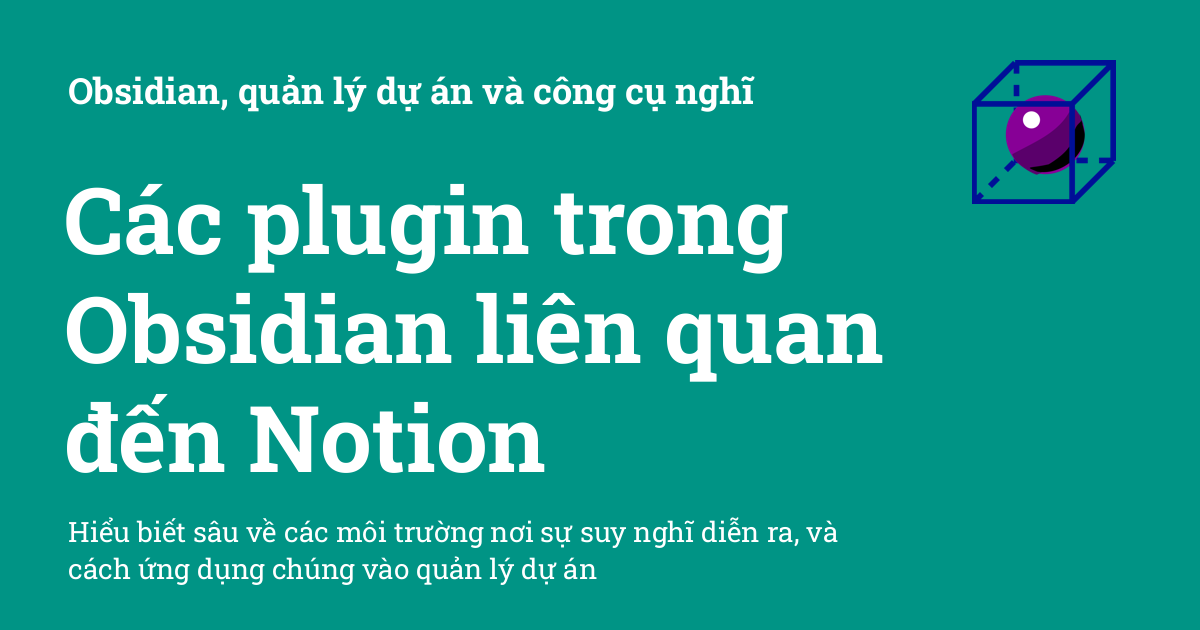 Obsidian, quản lý dự án và công cụ nghĩ
Các plugin trong
Obsidian liên quan
đến Notion
Hiểu biết sâu về các môi trường nơi sự suy nghĩ diễn ra, và
cách ứng dụng chúng vào quản lý dự án